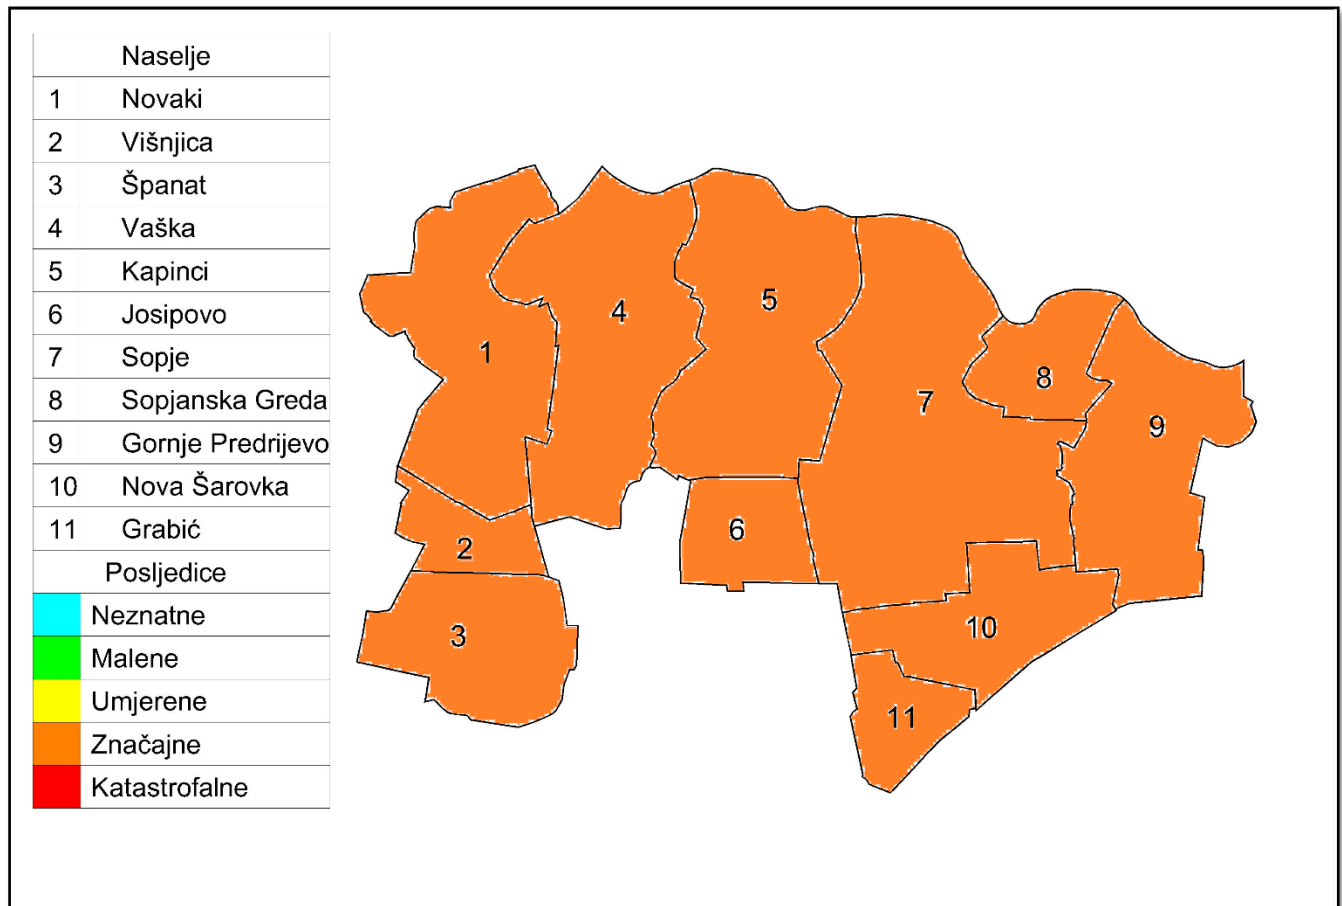 Naselje
1 Novaki
2 Višnjica
3 Španat
4 Vaška
5 Kapinci
6 Josipovo
7 Sopje
8 Sopjanska Greda
9 Gornje Predrijevo
10 Nova Šarovka
11 Grabić
Posljedice
Neznatne
Malene
Umjerene
Značajne
Katastrofalne
1
4
5
7
8
9
2
6
3
10
11